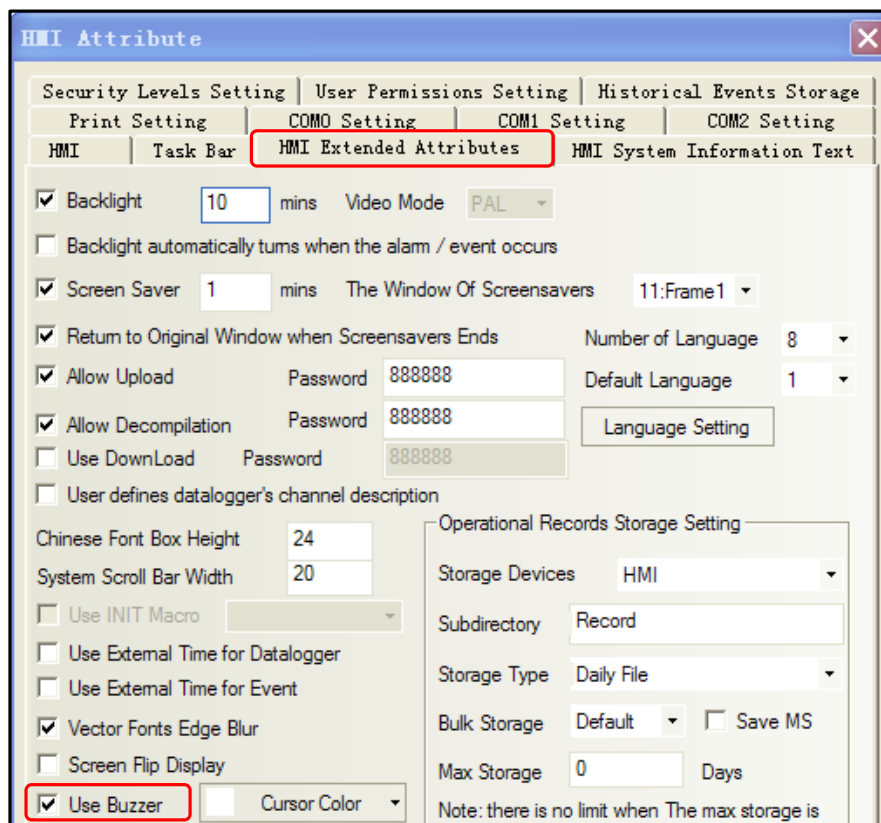 HMI Attribute
Security Levels Setting User Permissions Setting Historical Events Storage
Print Setting COM0 Setting COM1 Setting COM2 Setting
HMI Task Bar HMI Extended Attributes HMI System Information Text
Backlight 10 mins Video Mode PAL
Backlight automatically turns when the alarm / event occurs
Screen Saver 1 mins The Window Of Screensavers 11:Frame1
Return to Original Window when Screensavers Ends Number of Language 8
Allow Upload Password 888888 Default Language 1
Allow Decompilation Password 888888 Language Setting
Use DownLoad Password 888888
User defines datalogger's channel description
Chinese Font Box Height 24
System Scroll Bar Width 20
Use INIT Macro
Use External Time for Datalogger
Use External Time for Event
Vector Fonts Edge Blur
Screen Flip Display
Use Buzzer Cursor Color
Operational Records Storage Setting
Storage Devices HMI
Subdirectory Record
Storage Type Daily File
Bulk Storage Default Save MS
Max Storage 0 Days
Note: there is no limit when The max storage is